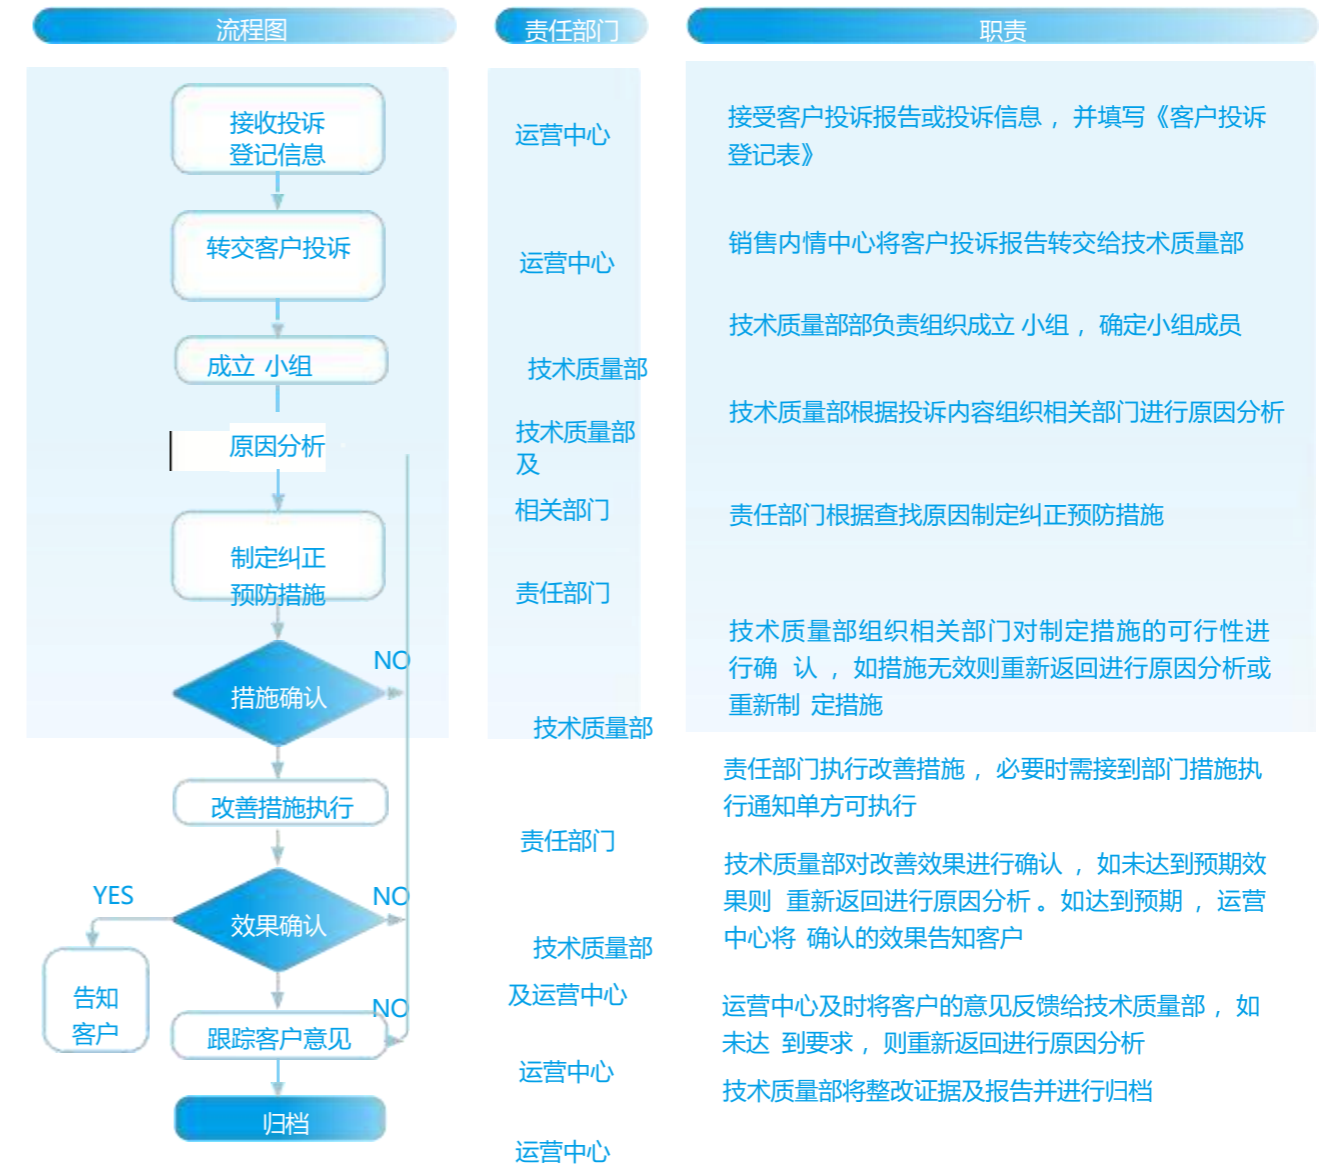 流程图
责任部门
职责
接收投诉
登记信息
运营中心
接受客户投诉报告或投诉信息，并填写《客户投诉
登记表》
转交客户投诉
运营中心
销售内情中心将客户投诉报告转交给技术质量部
成立 小组
技术质量部
技术质量部部负责组织成立 小组，确定小组成员
原因分析
技术质量部
及
相关部门
技术质量部根据投诉内容组织相关部门进行原因分析
制定纠正
预防措施
责任部门
责任部门根据查找原因制定纠正预防措施
措施确认
NO
技术质量部
技术质量部组织相关部门对制定措施的可行性进
行确 认 ，如措施无效则重新返回进行原因分析或
重新制 定措施
改善措施执行
责任部门
责任部门执行改善措施，必要时需接到部门措施执
行通知单方可执行
YES
效果确认
NO
技术质量部
及运营中心
技术质量部对改善效果进行确认 ，如未达到预期效
果则 重新返回进行原因分析。如达到预期 ，运营
中心将 确认的效果告知客户
告知
客户
跟踪客户意见
NO
运营中心
运营中心及时将客户的意见反馈给技术质量部，如
未达 到要求，则重新返回进行原因分析
归档
运营中心
技术质量部将整改证据及报告并进行归档